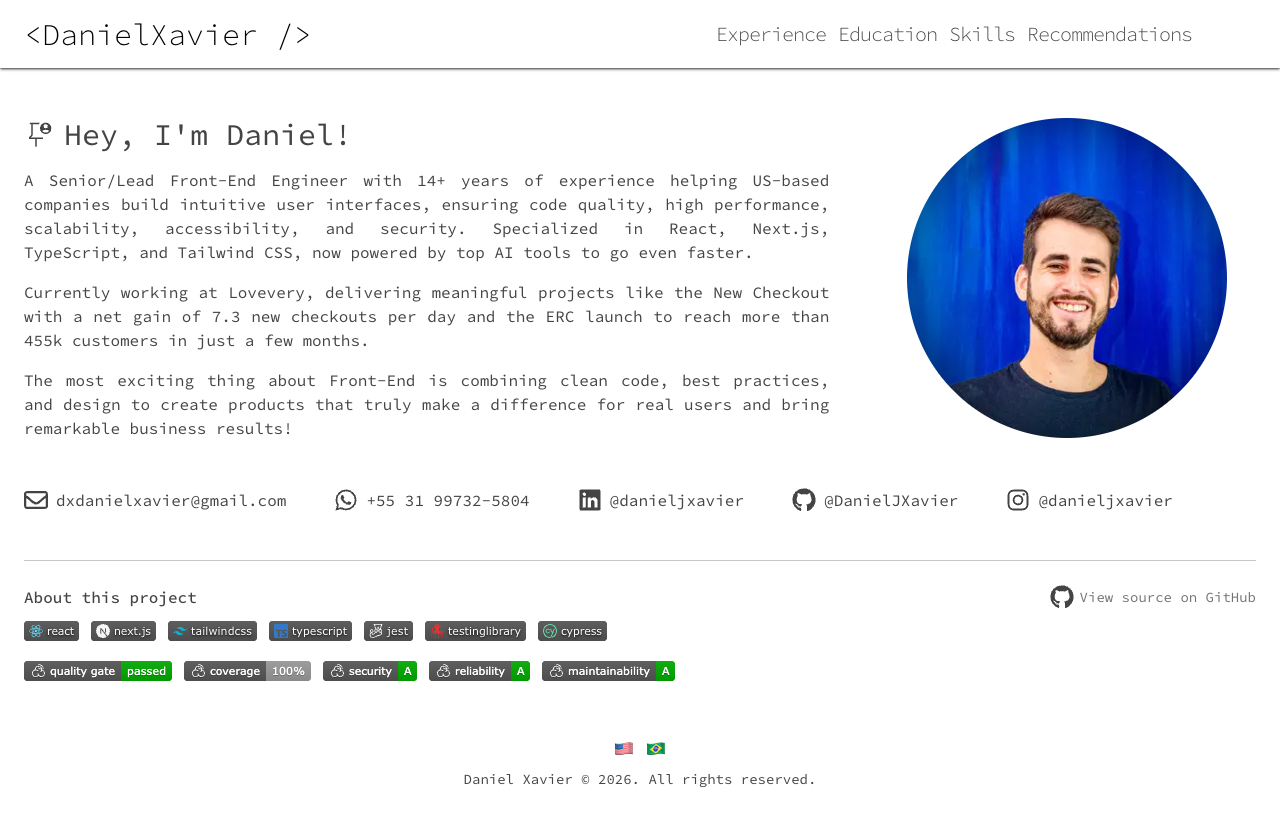 <DanielXavier />
Experience Education Skills Recommendations
Hey, I'm Daniel!
A Senior/Lead Front-End Engineer with 14+ years of experience helping US-based
companies build intuitive user interfaces, ensuring code quality, high performance,
scalability, accessibility, and security. Specialized in React, Next.js,
TypeScript, and Tailwind CSS, now powered by top AI tools to go even faster.
Currently working at Lovevery, delivering meaningful projects like the New Checkout
with a net gain of 7.3 new checkouts per day and the ERC launch to reach more than
455k customers in just a few months.
The most exciting thing about Front-End is combining clean code, best practices,
and design to create products that truly make a difference for real users and bring
remarkable business results!
dxdanielxavier@gmail.com +55 31 99732-5804 @danieljxavier @DanielJXavier @danieljxavier
About this project
View source on GitHub
react next.js tailwindcss TS typescript jest testinglibrary cy cypress
quality gate passed coverage 100% security A reliability A maintainability A
Daniel Xavier © 2026. All rights reserved.